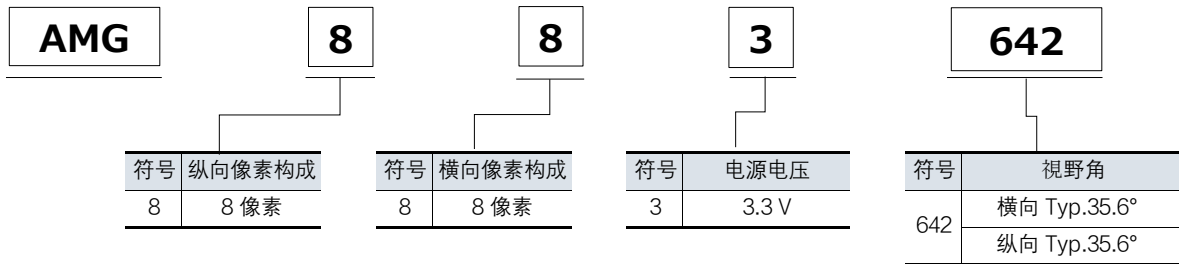 AMG 8 8 3 642
符号 纵向像素构成 符号 横向像素构成 符号 电源电压 符号 視野角
8 8 像素 8 8 像素 3 3.3 V 642 横向 Typ.35.6°
纵向 Typ.35.6°